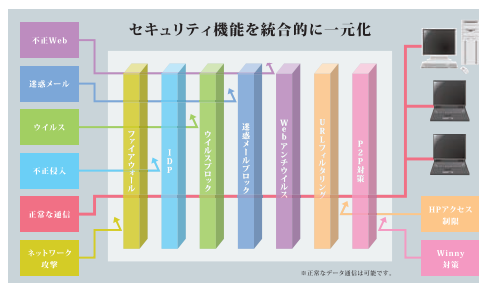 セキュリティ機能を統合的に一元化
不正Web
迷惑メール
ウイルス
不正侵入
正常な通信
ネットワーク
攻撃
ファイアウォール
IDP
ウイルスブロック
迷惑メールブロック
Webアンチウイルス
URLフィルタリング
P2P対策
HPアクセス
制限
Winny
対策
※正常なデータ通信は可能です。